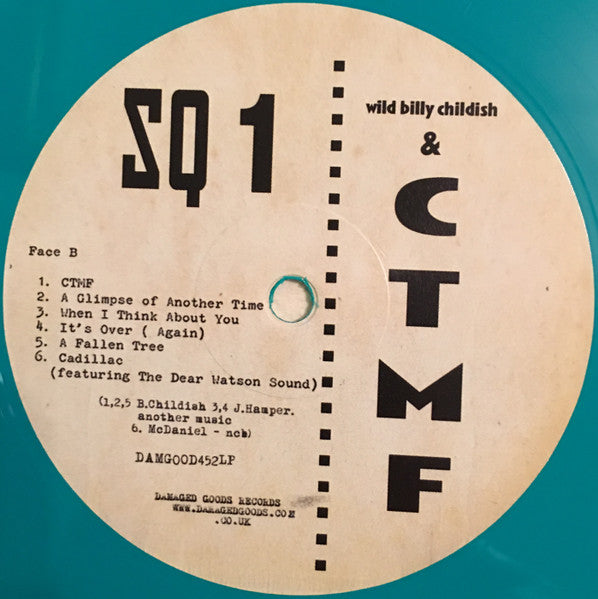 SQ 1
wild billy childish
&
CTMF
Face B
1. CTMF
2. A Glimpse of Another Time
3. When I Think About You
4. It's Over ( Again)
5. A Fallen Tree
6. Cadillac
(featuring The Dear Watson Sound)
(1,2,5 B.Childish 3,4 J.Hamper.
another music
6. McDaniel - ncb)
DAMGOOD452LP
DAMAGED GOODS RECORDS
WWW.DAMAGEDGOODS.COE
.CO.UK